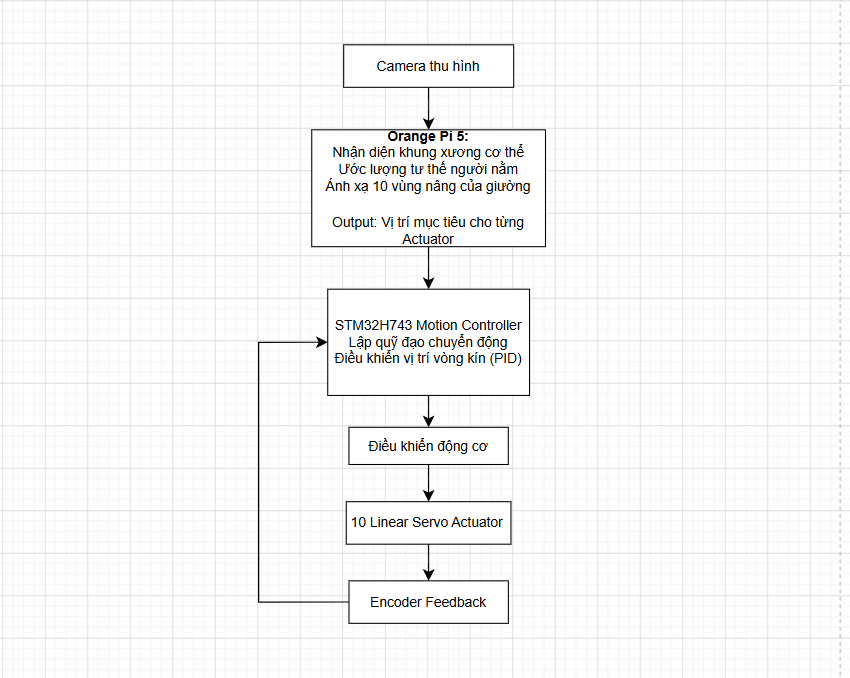 Camera thu hình
Orange Pi 5:
Nhận diện khung xương cơ thể
Ước lượng tư thế người nằm
Ánh xạ 10 vùng nâng của giường
Output: Vị trí mục tiêu cho từng
Actuator
STM32H743 Motion Controller
Lập quỹ đạo chuyển động
Điều khiển vị trí vòng kín (PID)
Điều khiển động cơ
10 Linear Servo Actuator
Encoder Feedback